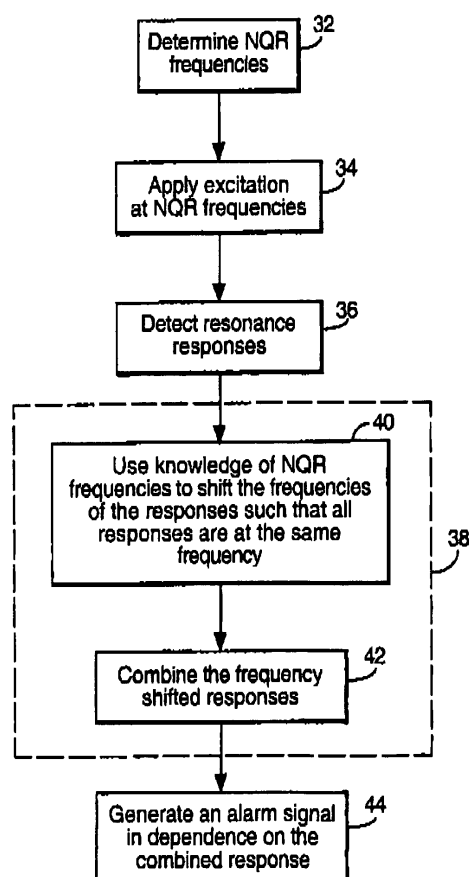 32
Determine NQR
frequencies
34
Apply excitation
at NQR frequencies
36
Detect resonance
responses
40
Use knowledge of NQR
frequencies to shift the frequencies
of the responses such that all
responses are at the same
frequency
38
42
Combine the frequency
shifted responses
44
Generate an alarm signal
in dependence on the
combined response